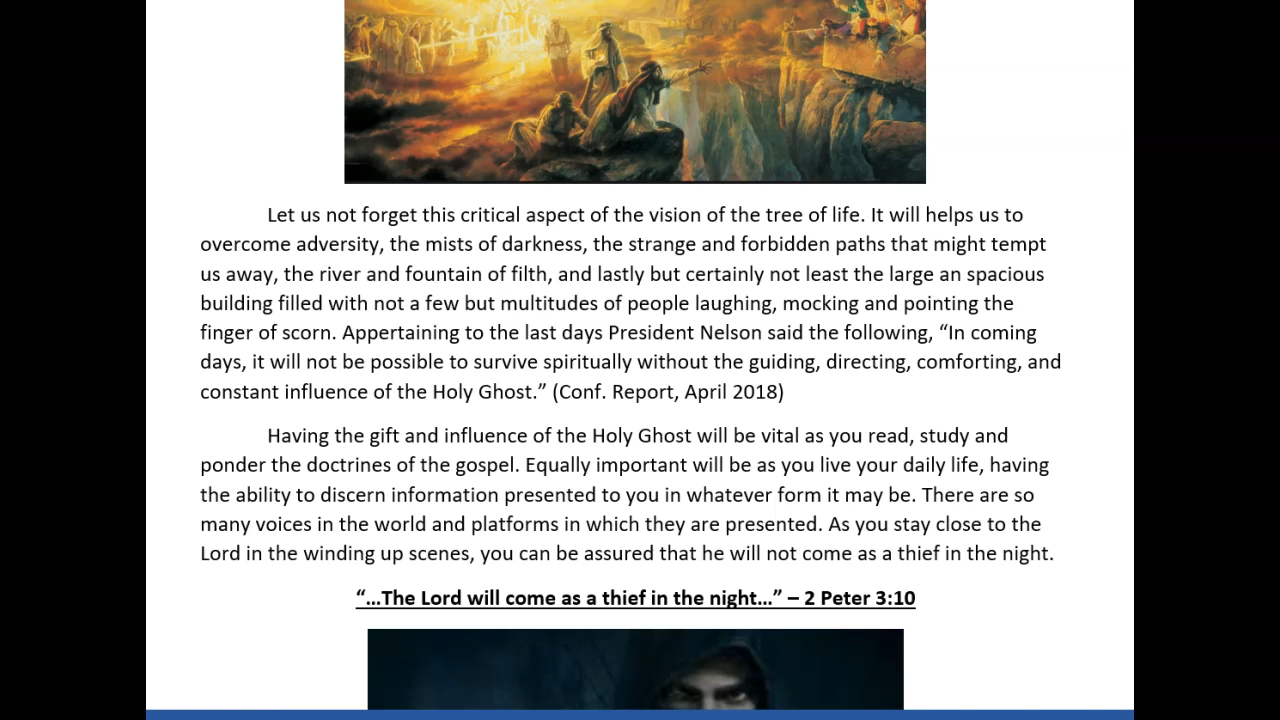 Let us not forget this critical aspect of the vision of the tree of life. It will helps us to
overcome adversity, the mists of darkness, the strange and forbidden paths that might tempt
us away, the river and fountain of filth, and lastly but certainly not least the large an spacious
building filled with not a few but multitudes of people laughing, mocking and pointing the
finger of scorn. Appertaining to the last days President Nelson said the following, “In coming
days, it will not be possible to survive spiritually without the guiding, directing, comforting, and
constant influence of the Holy Ghost.” (Conf. Report, April 2018)
Having the gift and influence of the Holy Ghost will be vital as you read, study and
ponder the doctrines of the gospel. Equally important will be as you live your daily life, having
the ability to discern information presented to you in whatever form it may be. There are so
many voices in the world and platforms in which they are presented. As you stay close to the
Lord in the winding up scenes, you can be assured that he will not come as a thief in the night.
“…The Lord will come as a thief in the night…” – 2 Peter 3:10